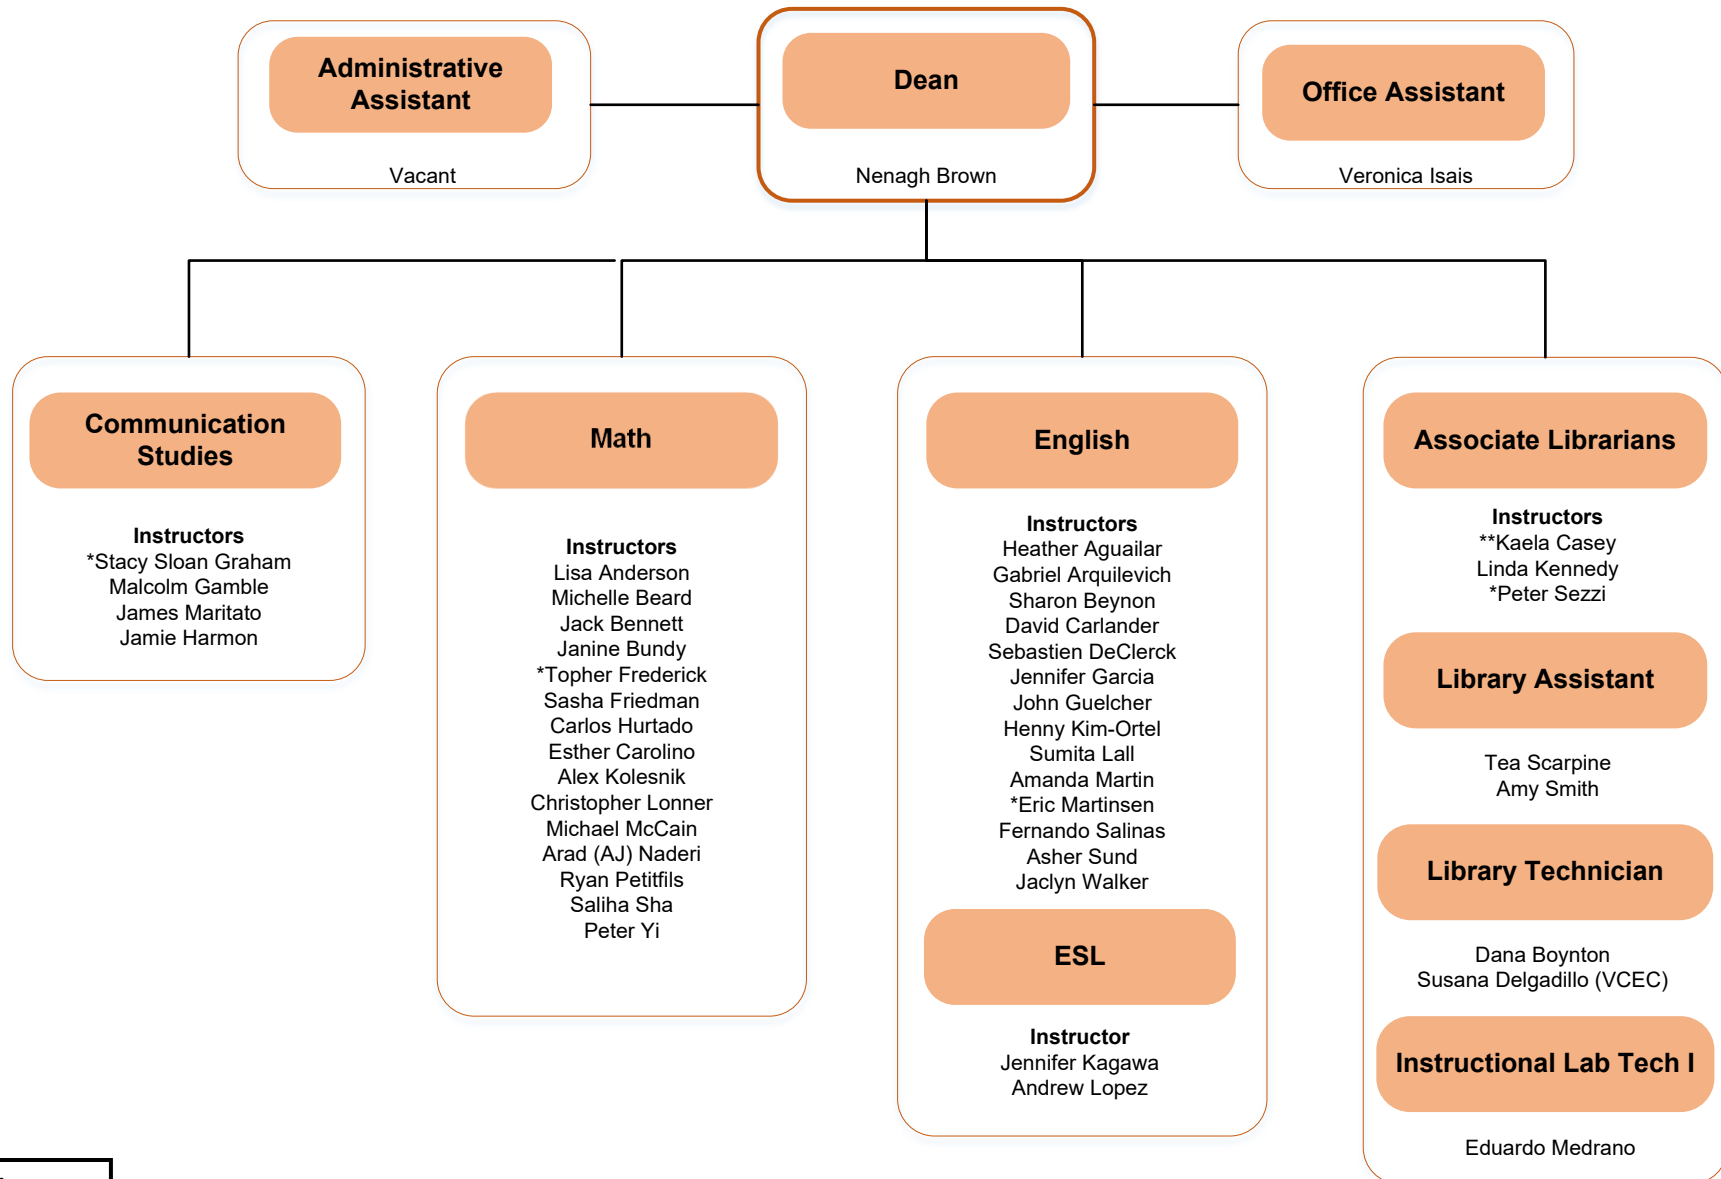 Administrative
Assistant
Vacant
Dean
Nenagh Brown
Office Assistant
Veronica Isais
Communication
Studies
Instructors
*Stacy Sloan Graham
Malcolm Gamble
James Maritato
Jamie Harmon
Math
Instructors
Lisa Anderson
Michelle Beard
Jack Bennett
Janine Bundy
*Topher Frederick
Sasha Friedman
Carlos Hurtado
Esther Carolino
Alex Kolesnik
Christopher Lonner
Michael McCain
Arad (AJ) Naderi
Ryan Petitfils
Saliha Sha
Peter Yi
English
Instructors
Heather Aguailar
Gabriel Arquilevich
Sharon Beynon
David Carlander
Sebastien DeClerck
Jennifer Garcia
John Guelcher
Henny Kim-Ortel
Sumita Lall
Amanda Martin
*Eric Martinsen
Fernando Salinas
Asher Sund
Jaclyn Walker
ESL
Instructor
Jennifer Kagawa
Andrew Lopez
Associate Librarians
Instructors
**Kaela Casey
Linda Kennedy
*Peter Sezzi
Library Assistant
Tea Scarpine
Amy Smith
Library Technician
Dana Boynton
Susana Delgadillo (VCEC)
Instructional Lab Tech I
Eduardo Medrano